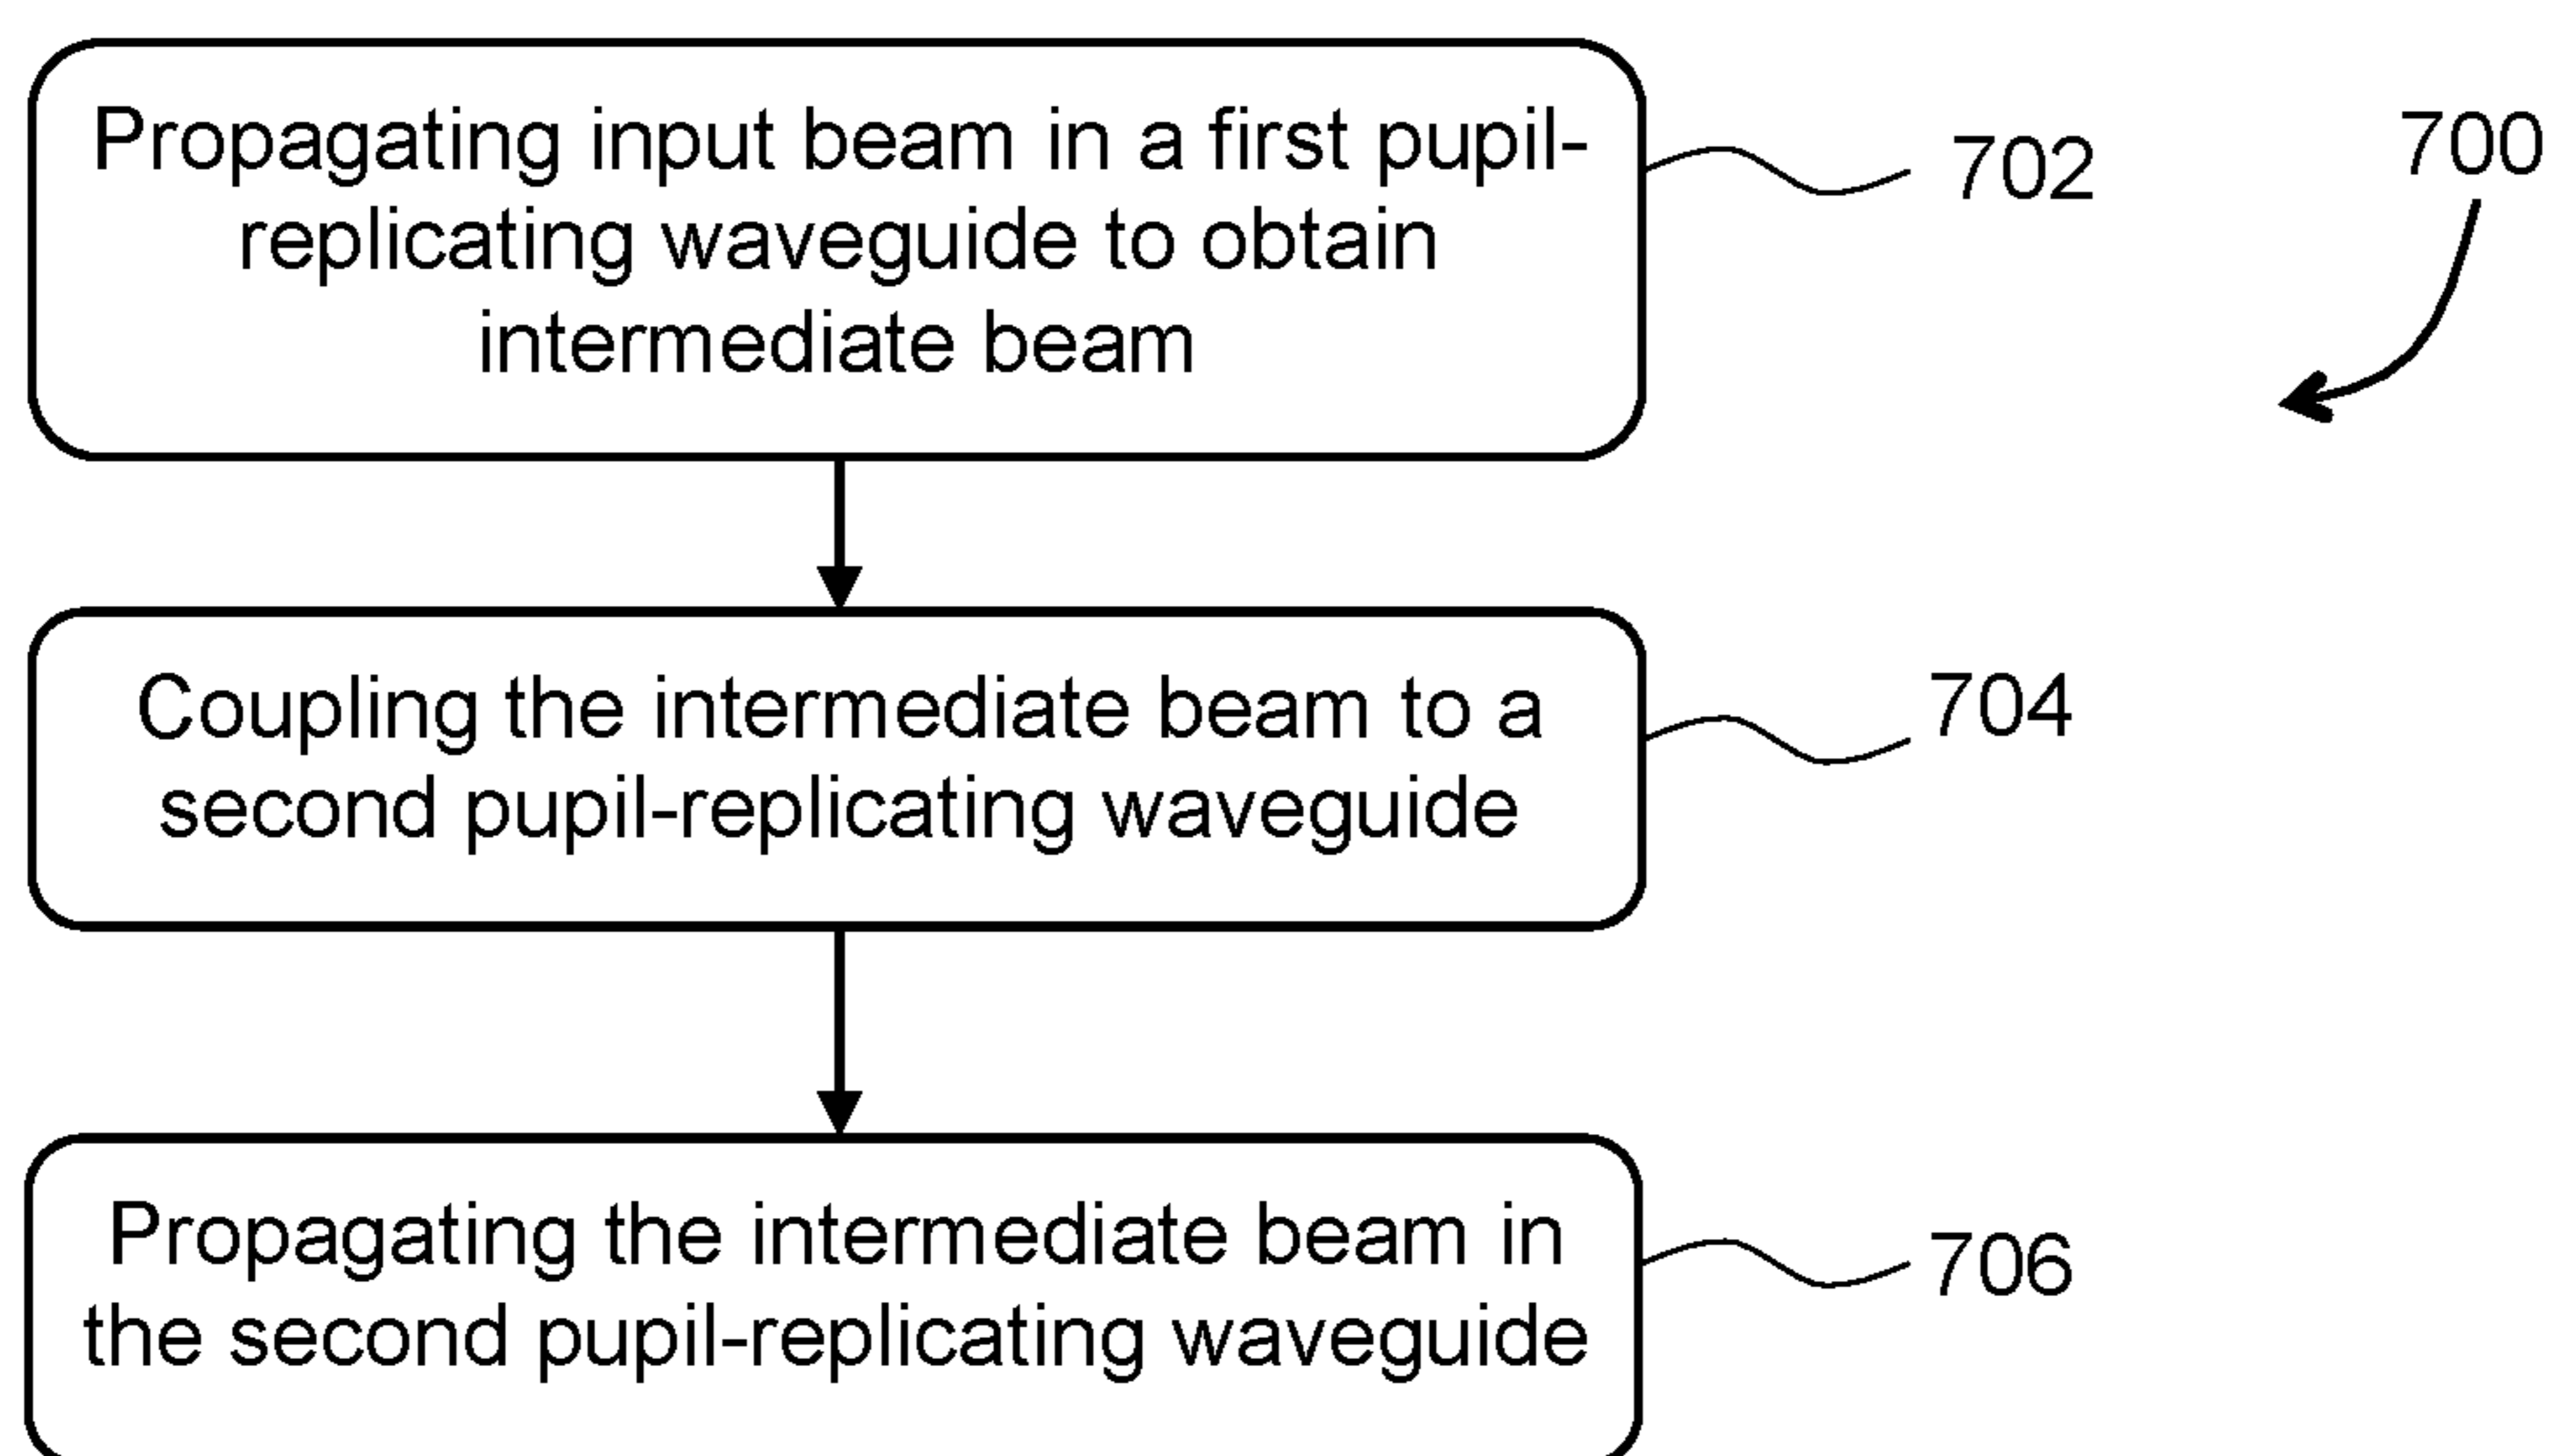 Propagating input beam in a first pupil-
replicating waveguide to obtain
intermediate beam
702
700
Coupling the intermediate beam to a
second pupil-replicating waveguide
704
Propagating the intermediate beam in
the second pupil-replicating waveguide
706